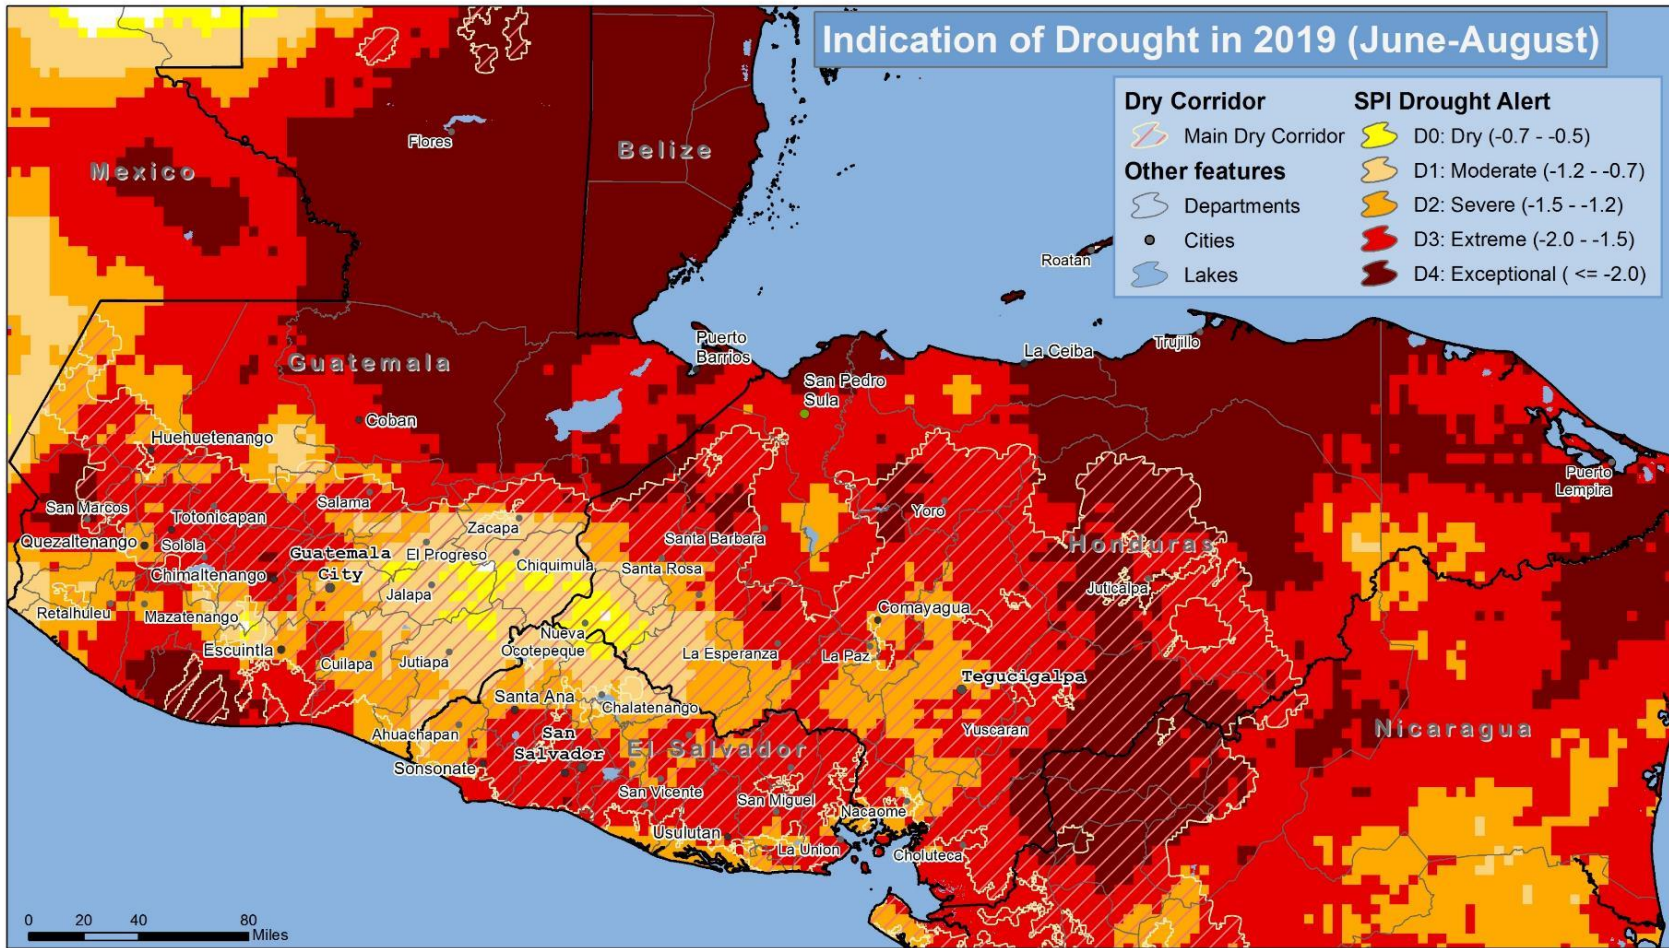 Indication of Drought in 2019 (June-August)
Dry Corridor
Main Dry Corridor
Other features
Departments
Cities
Lakes
SPI Drought Alert
D0: Dry (-0.7 - -0.5)
D1: Moderate (-1.2 - -0.7)
D2: Severe (-1.5 - -1.2)
D3: Extreme (-2.0 - -1.5)
D4: Exceptional ( <= -2.0)
Flores
Belize
Mexico
Roatan
Puerto
Barrios
La Ceiba
Trujillo
Guatemala
San Pedro
Sula
Coban
Huehuetenango
Puerto
Lempira
Salama
San Marcos
Totonicapan
Zacapa
Yoro
Quezaltenango
Solola
Guatemala
City
El Progreso
Santa Barbara
Honduras
Chimaltenango
Chiquimula
Santa Rosa
Jalapa
Juticalpa
Retalhuleu
Mazatenango
Comayagua
Nueva
Ocotepeque
Escuintla
Cuilapa
Jutiapa
La Esperanza
La Paz
Tegucigalpa
Santa Ana
Chalatenango
Yuscaran
Nicaragua
Ahuachapan
San
Salvador
El Salvador
Sonsonate
San Vicente
San Miguel
Nacaome
Usulutan
La Union
Choluteca
0 20 40 80
Miles